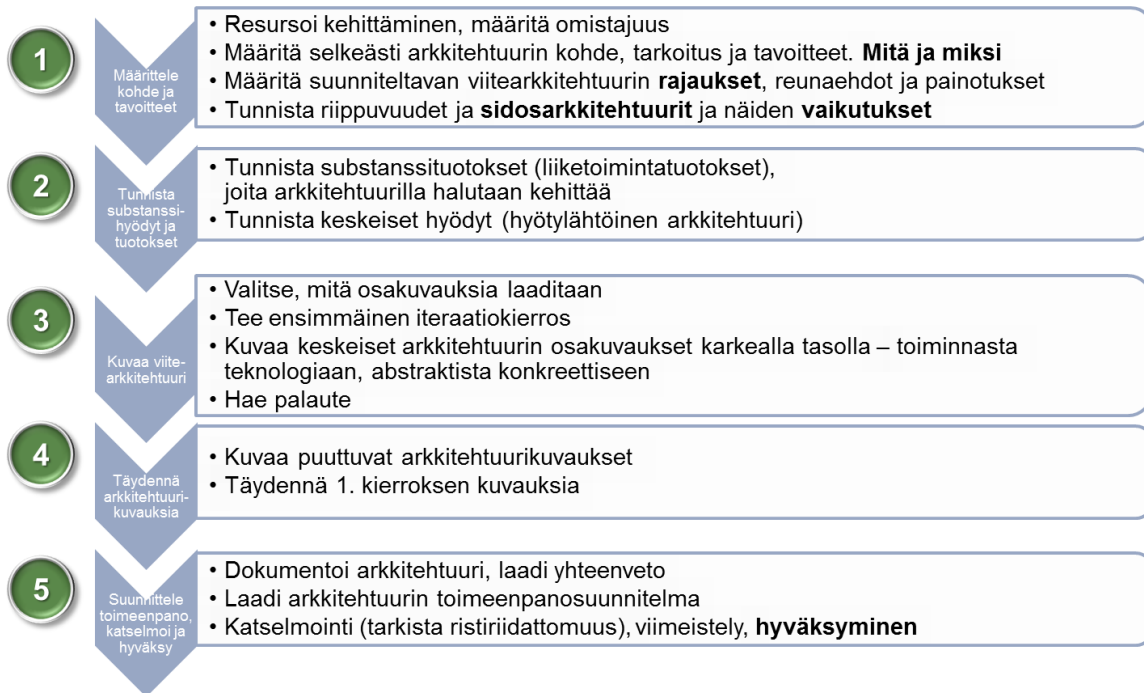 1
Määrittele
kohde ja
tavoitteet
• Resursoi kehittäminen, määritä omistajuus
• Määritä selkeästi arkkitehtuurin kohde, tarkoitus ja tavoitteet. Mitä ja miksi
• Määritä suunniteltavan viitearkkitehtuurin rajaukset, reunaehdot ja painotukset
• Tunnista riippuvuudet ja sidosarkkitehtuurit ja näiden vaikutukset
2
Tunnista
substanssi-
hyödyt ja
tuotokset
• Tunnista substanssituotokset (liiketoimintatuotokset),
joita arkkitehtuurilla halutaan kehittää
• Tunnista keskeiset hyödyt (hyötylähtöinen arkkitehtuuri)
3
Kuvaa viite-
arkkitehtuuri
• Valitse, mitä osakuvauksia laaditaan
• Tee ensimmäinen iteraatiokierros
• Kuvaa keskeiset arkkitehtuurin osakuvaukset karkealla tasolla – toiminnasta
teknologiaan, abstraktista konkreettiseen
• Hae palaute
4
Täydennä
arkkitehtuuri-
kuvauksia
• Kuvaa puuttuvat arkkitehtuurikuvaukset
• Täydennä 1. kierroksen kuvauksia
5
Suunnittele
toimeenpano,
katselmoi ja
hyväksy
• Dokumentoi arkkitehtuuri, laadi yhteenveto
• Laadi arkkitehtuurin toimeenpanosuunnitelma
• Katselmointi (tarkista ristiriidattomuus), viimeistely, hyväksyminen